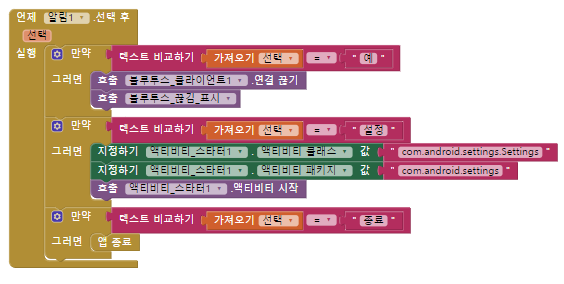 언제 알림1 .선택 후
선택
실행 만약 텍스트 비교하기 가져오기 선택 = " 예 "
그러면 호출 블루투스_클라이언트1 .연결 끊기
호출 블루투스_끊김_표시
만약 텍스트 비교하기 가져오기 선택 = " 설정 "
그러면 지정하기 액티비티_스타터1 . 액티비티 클래스 값 " com.android.settings.Settings "
지정하기 액티비티_스타터1 . 액티비티 패키지 값 " com.android.settings "
호출 액티비티_스타터1 .액티비티 시작
만약 텍스트 비교하기 가져오기 선택 = " 종료 "
그러면 앱 종료